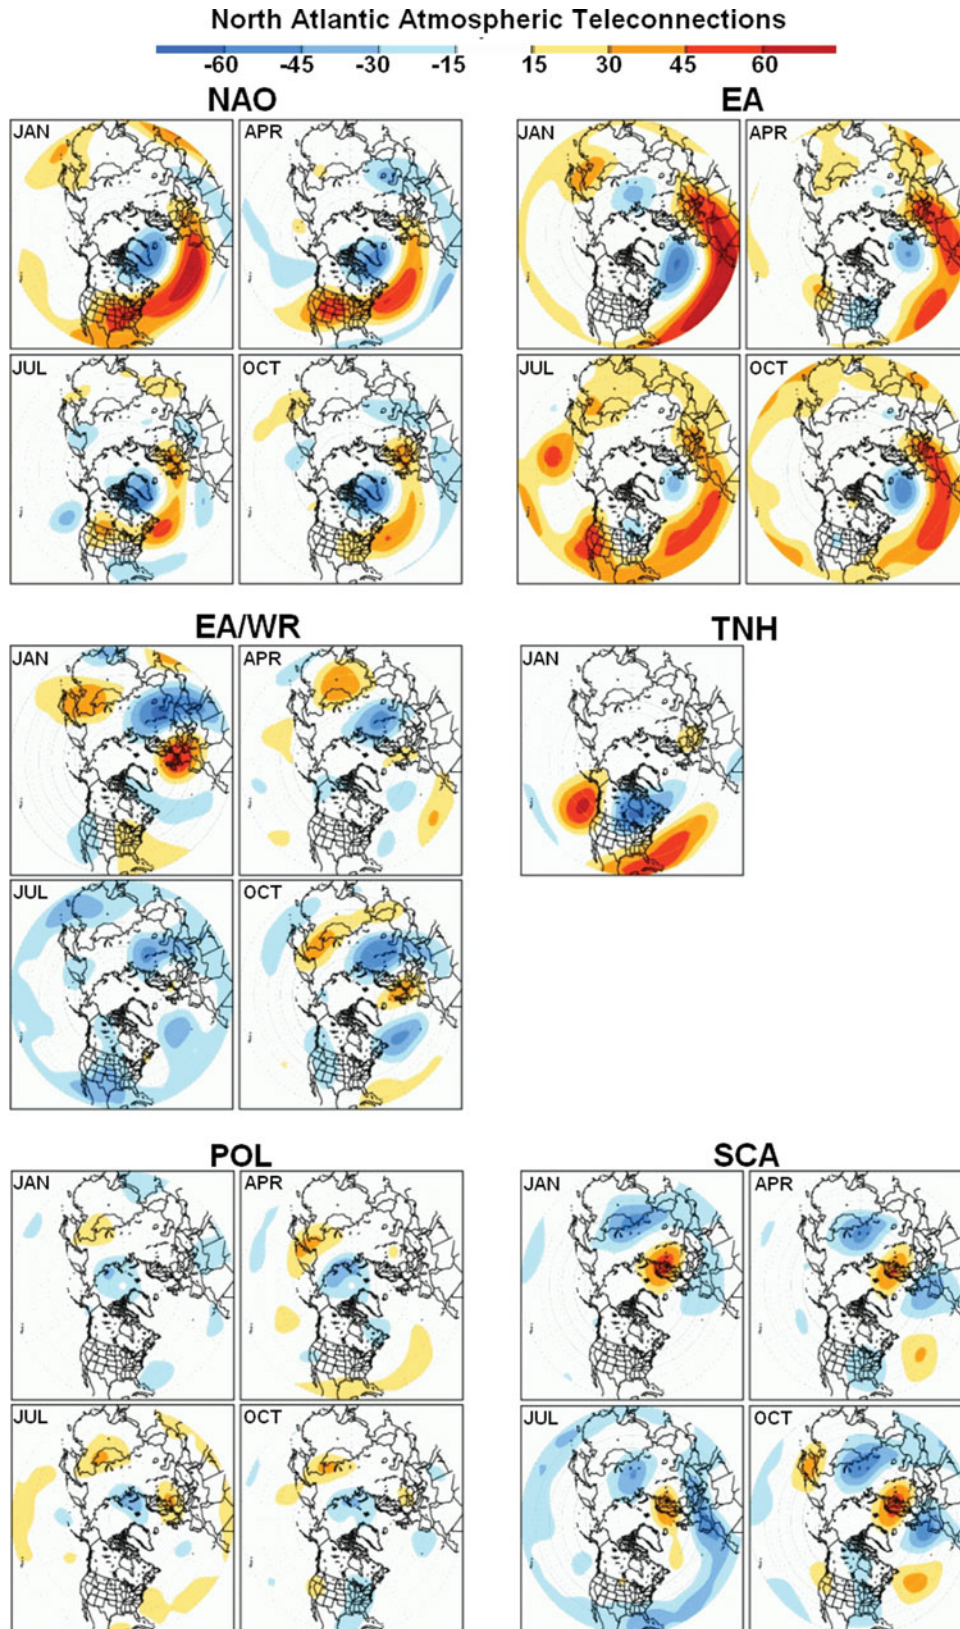 North Atlantic Atmospheric Teleconnections
-60 -45 -30 -15 15 30 45 60
NAO EA
JAN APR JAN APR
JUL OCT JUL OCT
EA/WR TNH
JAN APR JAN
JUL OCT
POL SCA
JAN APR JAN APR
JUL OCT JUL OCT